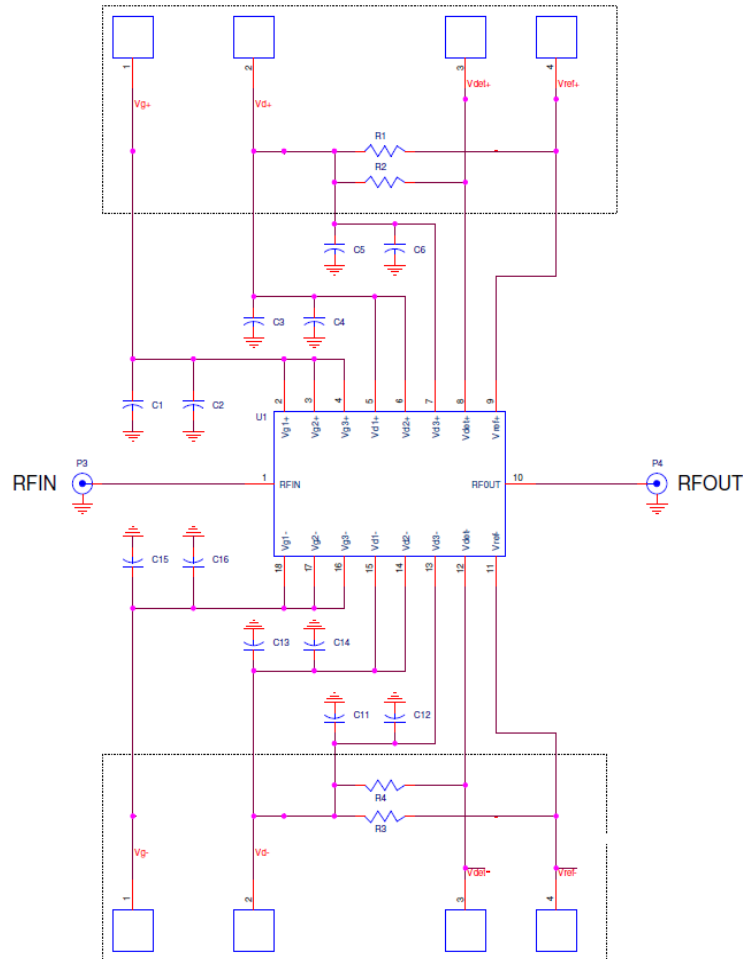 1 2 3 4
Vg+ Vd+ Vdet+ Vref+
R1
R2
C5 C6
C3 C4
C1 C2
2 3 4 5 6 7 8 9
U1
Vg1+ Vg2+ Vg3+ Vd1+ Vd2+ Vd3+ Vdet+ Vref+
P3 P4
RFIN 1 RFIN RFOUT 10 RFOUT
Vg1- Vg2- Vg3- Vd1- Vd2- Vd3- Vdet- Vref-
18 17 16 15 14 13 12 11
C15 C16
C13 C14
C11 C12
R4
R3
Vg- Vd- Vdet- Vref-
1 2 3 4